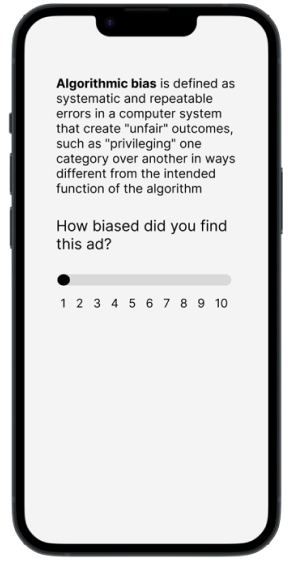 Algorithmic bias is defined as
systematic and repeatable
errors in a computer system
that create "unfair" outcomes,
such as "privileging" one
category over another in ways
different from the intended
function of the algorithm
How biased did you find
this ad?
1 2 3 4 5 6 7 8 9 10